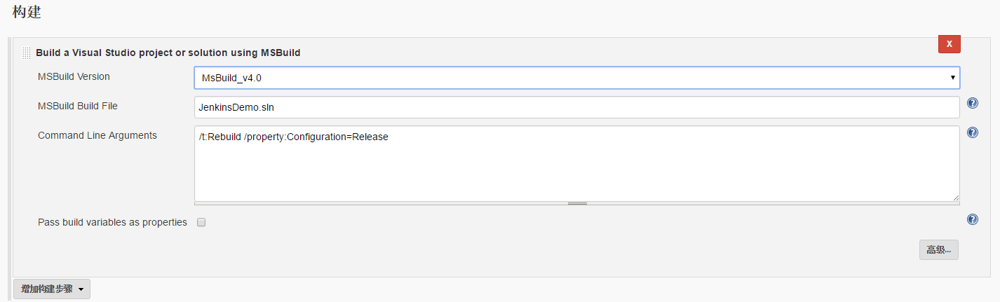 构建
Build a Visual Studio project or solution using MSBuild
X
MSBuild Version
MsBuild_v4.0
MSBuild Build File
JenkinsDemo.sln
?
Command Line Arguments
/t:Rebuild /property:Configuration=Release
?
Pass build variables as properties
?
高级...
增加构建步骤